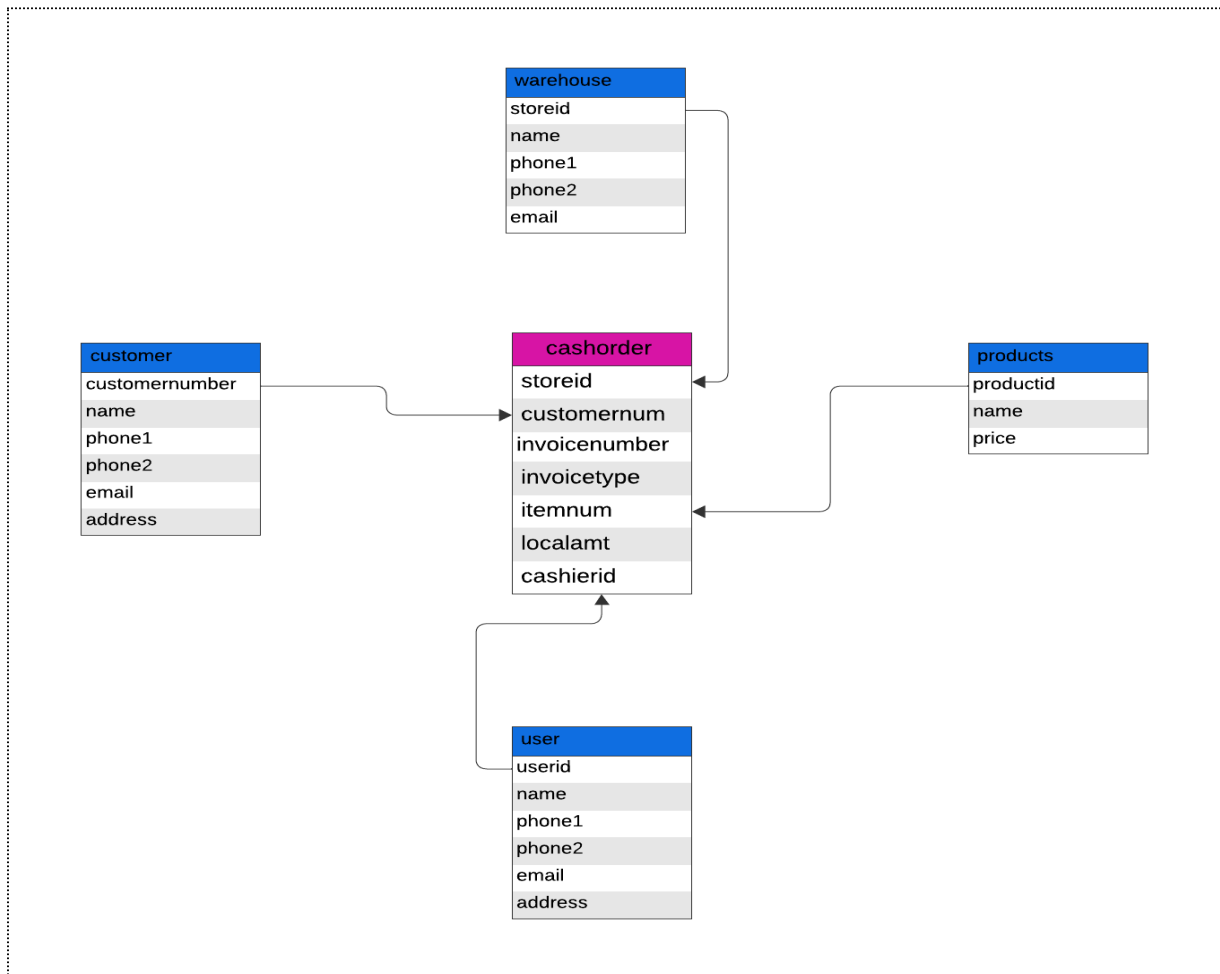 warehouse
storeid
name
phone1
phone2
email
customer
customernumber
name
phone1
phone2
email
address
cashorder
storeid
customernum
invoicenumber
invoicetype
itemnum
localamt
cashierid
products
productid
name
price
user
userid
name
phone1
phone2
email
address